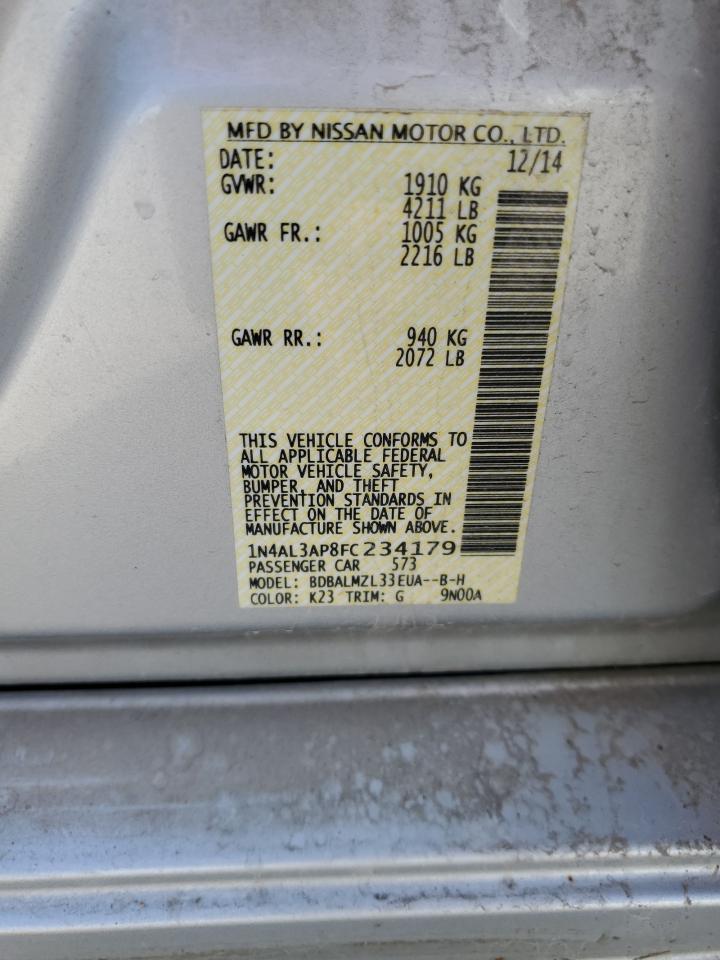 MFD BY NISSAN MOTOR CO., LTD.
DATE: 12/14
GVWR: 1910 KG
4211 LB
GAWR FR.: 1005 KG
2216 LB
GAWR RR.: 940 KG
2072 LB
THIS VEHICLE CONFORMS TO
ALL APPLICABLE FEDERAL
MOTOR VEHICLE SAFETY,
BUMPER, AND THEFT
PREVENTION STANDARDS IN
EFFECT ON THE DATE OF
MANUFACTURE SHOWN ABOVE.
1N4AL3AP8FC234179
PASSENGER CAR 573
MODEL: BDBALMZL33EUA--B-H
COLOR: K23 TRIM: G 9N00A